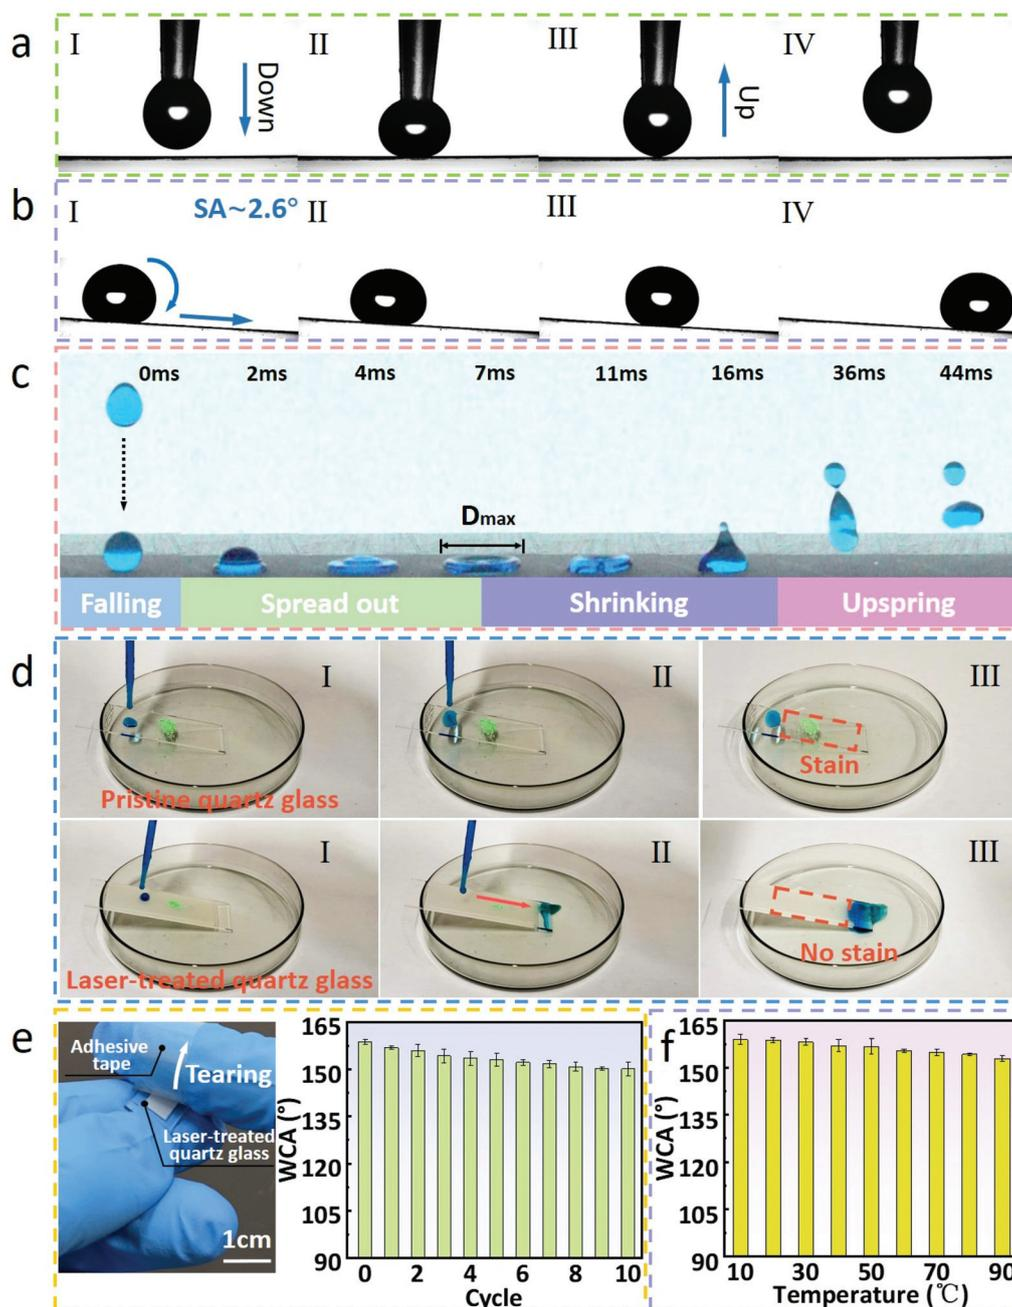 a
I
II
III
IV
Down
Up
b
I
SA~2.6°
II
III
IV
c
0ms
2ms
4ms
7ms
11ms
16ms
36ms
44ms
Dmax
Falling
Spread out
Shrinking
Upspring
d
I
II
III
Stain
Pristine quartz glass
I
II
III
No stain
Laser-treated quartz glass
e
Adhesive
tape
Tearing
Laser-treated
quartz glass
1cm
WCA (°)
165
150
135
120
105
90
0 2 4 6 8 10
Cycle
f
WCA (°)
165
150
135
120
105
90
10 30 50 70 90
Temperature (℃)